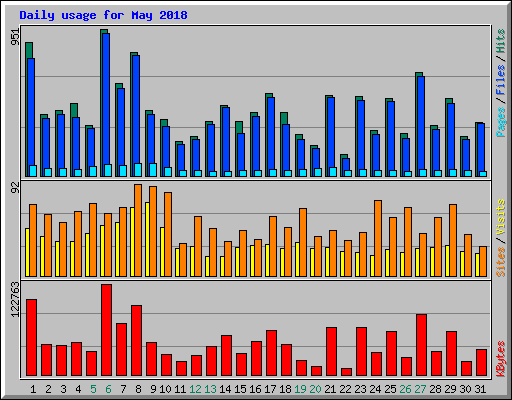 Daily usage for May 2018
951
Pages / Files / Hits
92
Sites / Visits
122763
KBytes
1 2 3 4 5 6 7 8 9 10 11 12 13 14 15 16 17 18 19 20 21 22 23 24 25 26 27 28 29 30 31